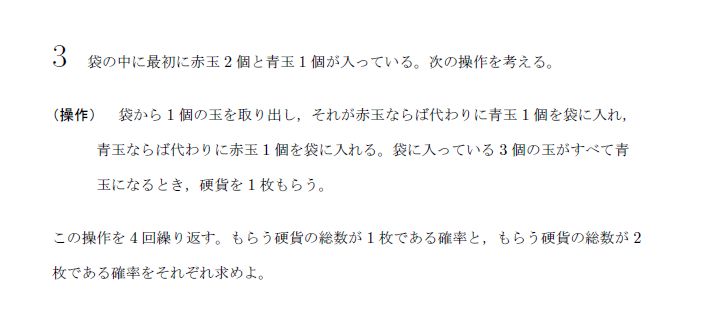 3 袋の中に最初に赤玉 2 個と青玉 1 個が入っている。次の操作を考える。
（操作） 袋から 1 個の玉を取り出し，それが赤玉ならば代わりに青玉 1 個を袋に入れ，
青玉ならば代わりに赤玉 1 個を袋に入れる。袋に入っている 3 個の玉がすべて青
玉になるとき，硬貨を 1 枚もらう。
この操作を 4 回繰り返す。もらう硬貨の総数が 1 枚である確率と，もらう硬貨の総数が 2
枚である確率をそれぞれ求めよ。